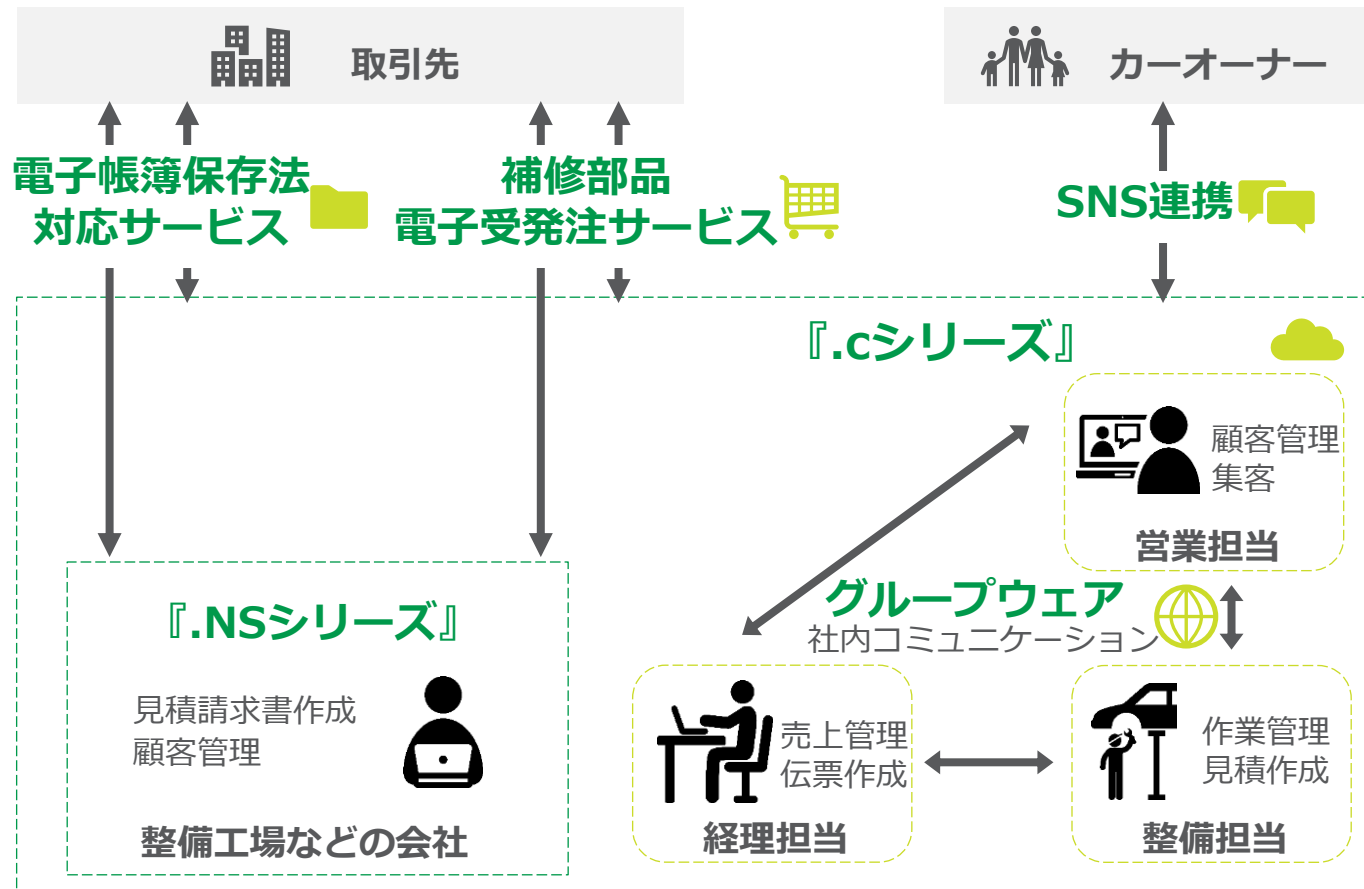 取引先
カーオーナー
電子帳簿保存法
対応サービス
補修部品
電子受発注サービス
SNS連携
『.cシリーズ』
顧客管理
集客
営業担当
グループウェア
社内コミュニケーション
『.NSシリーズ』
見積請求書作成
顧客管理
整備工場などの会社
売上管理
伝票作成
経理担当
作業管理
見積作成
整備担当